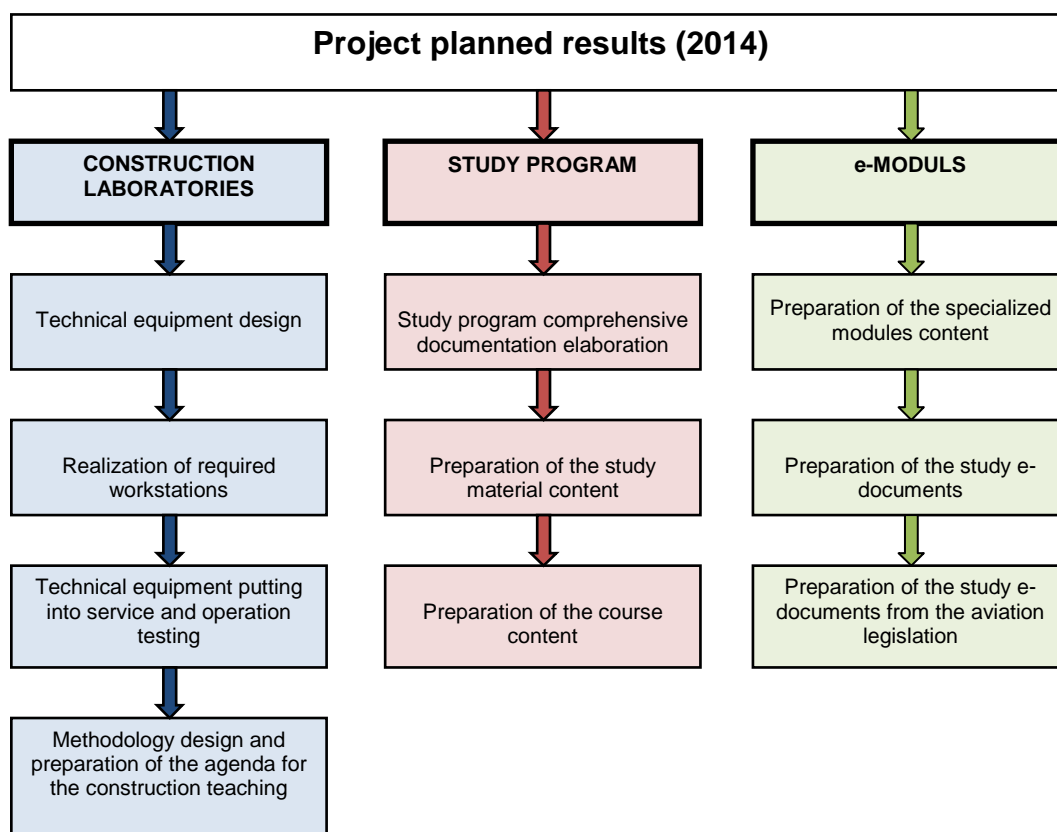 Project planned results (2014)
CONSTRUCTION
LABORATORIES
Technical equipment design
Realization of required
workstations
Technical equipment putting
into service and operation
testing
Methodology design and
preparation of the agenda for
the construction teaching
STUDY PROGRAM
Study program comprehensive
documentation elaboration
Preparation of the study
material content
Preparation of the course
content
e-MODULS
Preparation of the specialized
modules content
Preparation of the study e-
documents
Preparation of the study e-
documents from the aviation
legislation